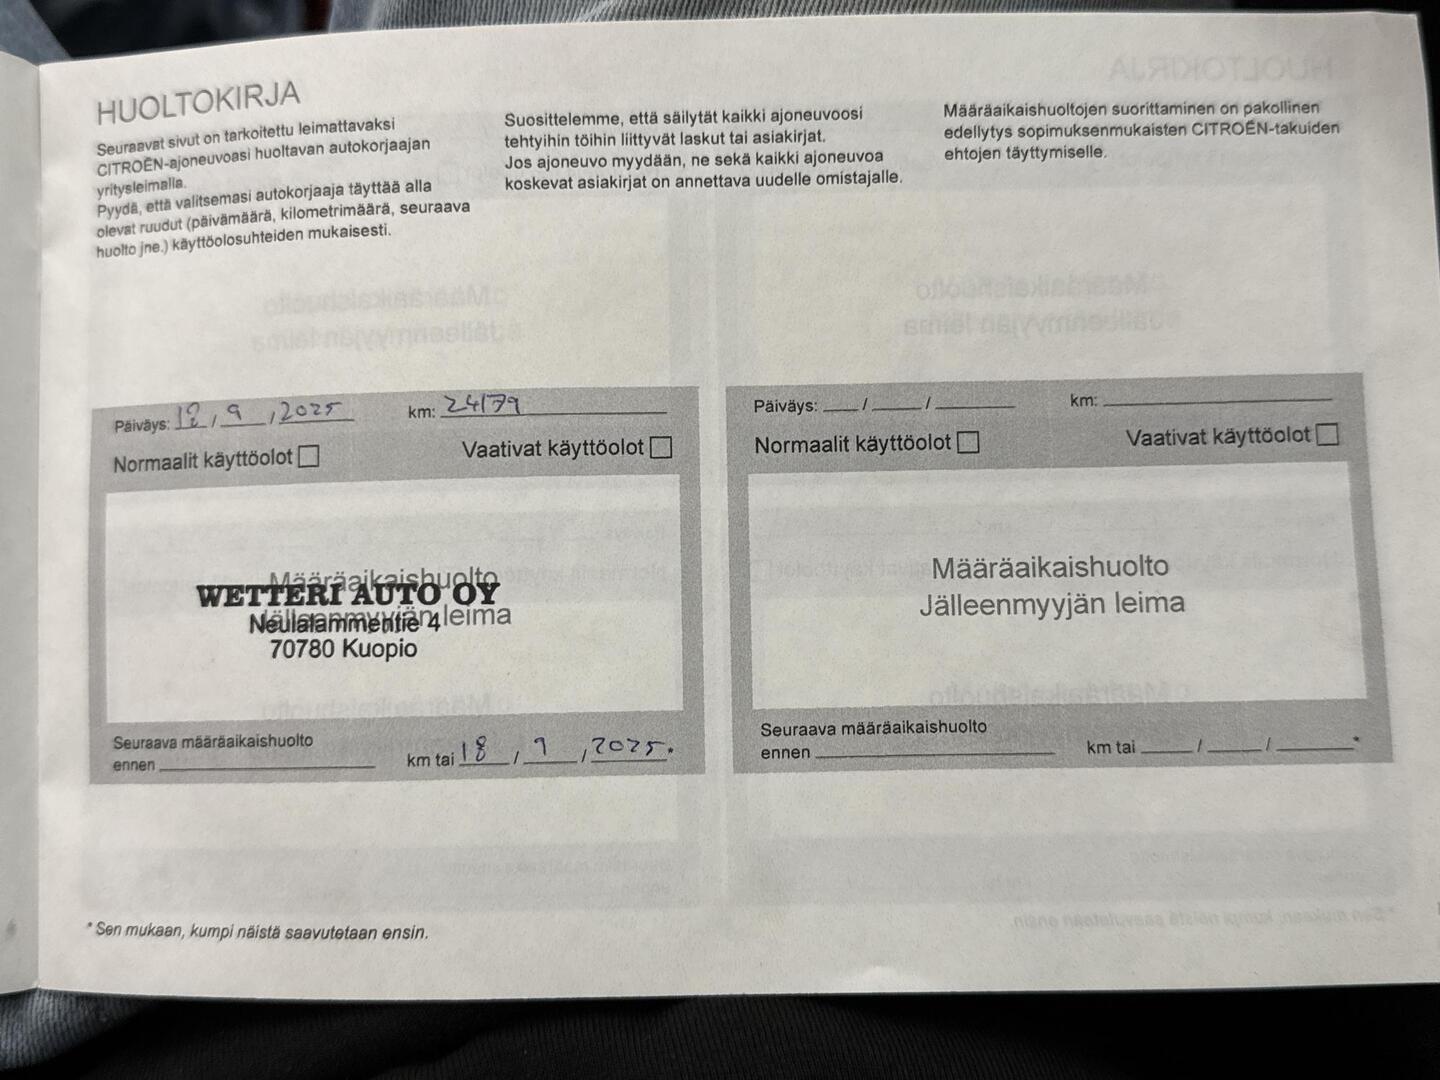 HUOLTOKIRJA
Seuraavat sivut on tarkoitettu leimattavaksi
CITROËN-ajoneuvoasi huoltavan autokorjaajan
yritysleimalla.
Pyydä, että valitsemasi autokorjaaja täyttää alla
olevat ruudut (päivämäärä, kilometrimäärä, seuraava
huolto jne.) käyttöolosuhteiden mukaisesti.
Suosittelemme, että säilytät kaikki ajoneuvoosi
tehtyihin töihin liittyvät laskut tai asiakirjat.
Jos ajoneuvo myydään, ne sekä kaikki ajoneuvoa
koskevat asiakirjat on annettava uudelle omistajalle.
Määräaikaishuoltojen suorittaminen on pakollinen
edellytys sopimuksenmukaisten CITROËN-takuiden
ehtojen täyttymiselle.
Päiväys: / 9 / 2025 km: 24179
Normaalit käyttöolot Vaativat käyttöolot
Määräaikaishuolto
WETTERI AUTO OY
Jälleenmyyjän leima
Neulalammentie 4
70780 Kuopio
Seuraava määräaikaishuolto
ennen km tai 18 / 9 / 2025 *
Päiväys: / / km:
Normaalit käyttöolot Vaativat käyttöolot
Määräaikaishuolto
Jälleenmyyjän leima
Seuraava määräaikaishuolto
ennen km tai / / *
* Sen mukaan, kumpi näistä saavutetaan ensin.